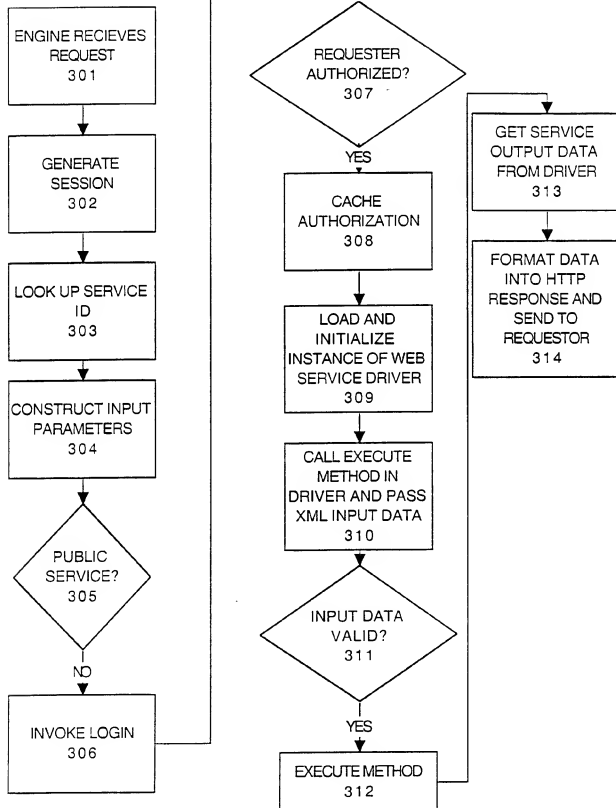 ENGINE RECIEVES
REQUEST
301
GENERATE
SESSION
302
LOOK UP SERVICE
ID
303
CONSTRUCT INPUT
PARAMETERS
304
PUBLIC
SERVICE?
305
NO
INVOKE LOGIN
306
REQUESTER
AUTHORIZED?
307
YES
CACHE
AUTHORIZATION
308
LOAD AND
INITIALIZE
INSTANCE OF WEB
SERVICE DRIVER
309
CALL EXECUTE
METHOD IN
DRIVER AND PASS
XML INPUT DATA
310
INPUT DATA
VALID?
311
YES
EXECUTE METHOD
312
GET SERVICE
OUTPUT DATA
FROM DRIVER
313
FORMAT DATA
INTO HTTP
RESPONSE AND
SEND TO
REQUESTOR
314